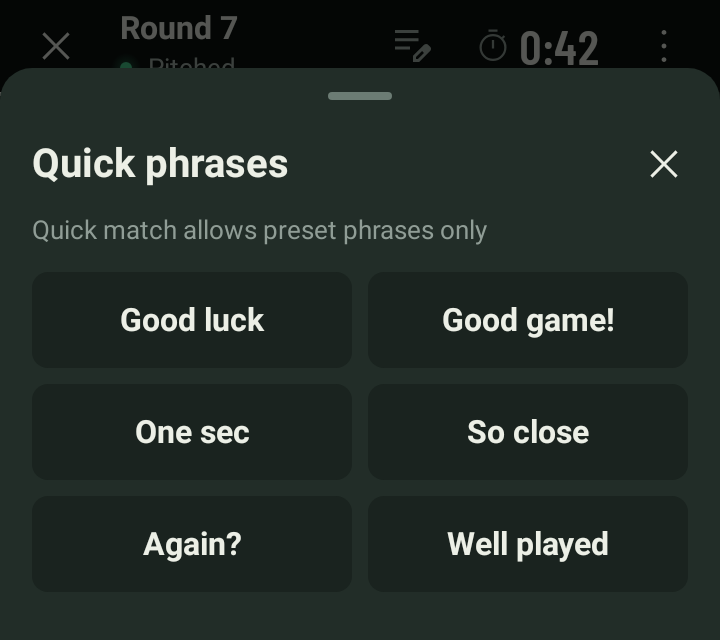 Round 7
Pitched
0:42
Quick phrases
Quick match allows preset phrases only
Good luck
Good game!
One sec
So close
Again?
Well played